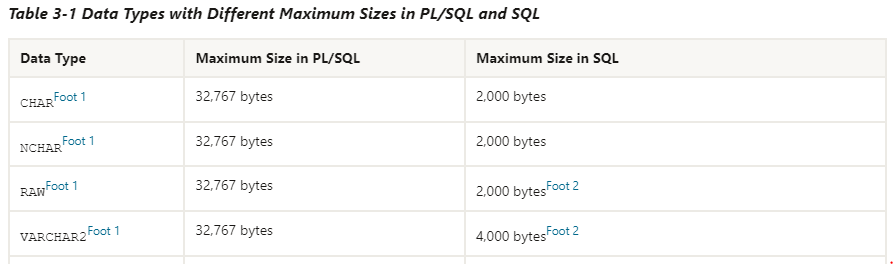 Table 3-1 Data Types with Different Maximum Sizes in PL/SQL and SQL
Data Type Maximum Size in PL/SQL Maximum Size in SQL
CHARFoot 1 32,767 bytes 2,000 bytes
NCHARFoot 1 32,767 bytes 2,000 bytes
RAWFoot 1 32,767 bytes 2,000 bytesFoot 2
VARCHAR2Foot 1 32,767 bytes 4,000 bytesFoot 2